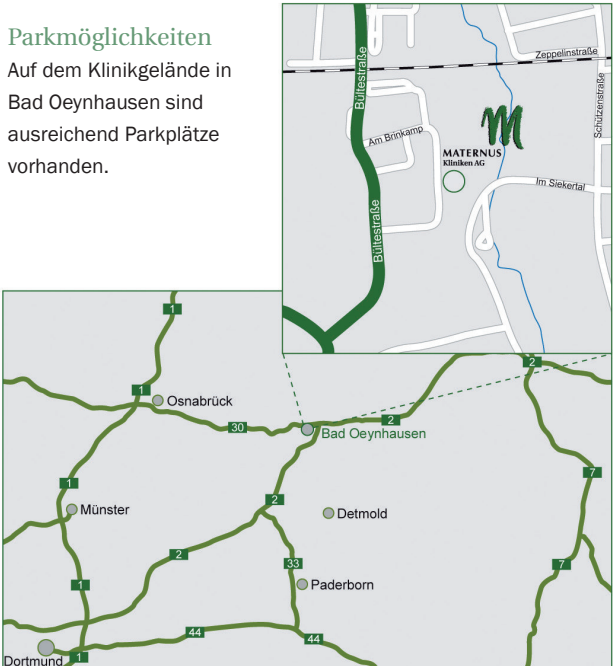 Parkmöglichkeiten
Auf dem Klinikgelände in
Bad Oeynhausen sind
ausreichend Parkplätze
vorhanden.
Bültestraße
Zeppelinstraße
Schützenstraße
Am Brinkamp
M
MATERNUS
Kliniken AG
Im Siekertal
Bültestraße
1
2
1
Osnabrück
30
2
Bad Oeynhausen
7
1
2
Münster
Detmold
2
7
33
1
Paderborn
44
44
Dortmund
1